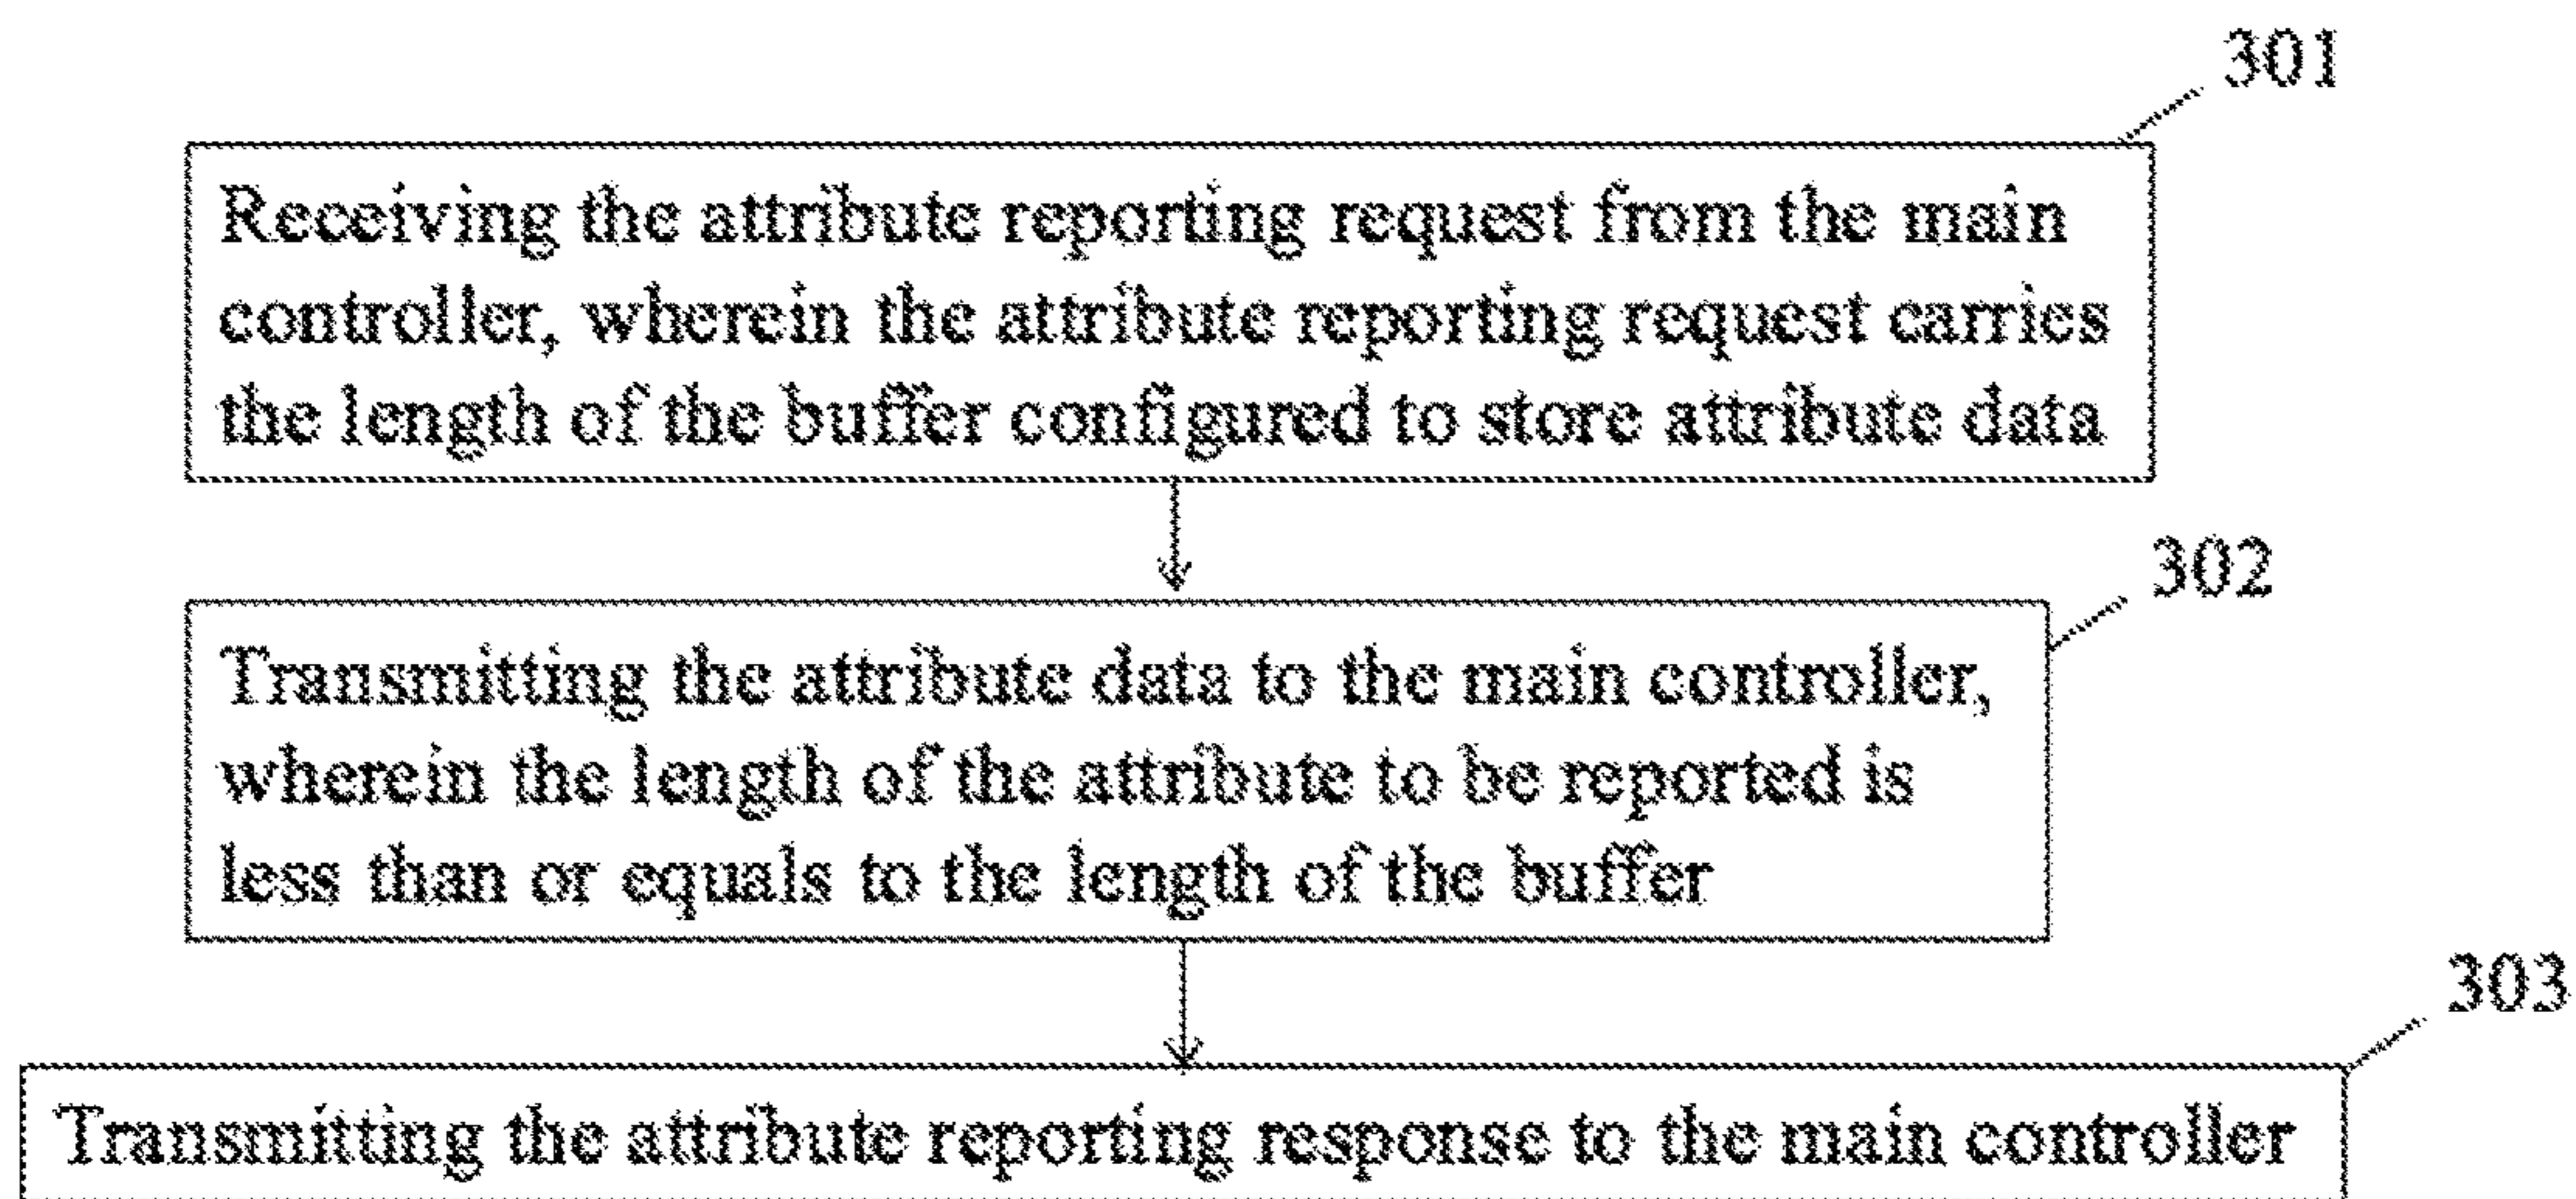 301
Receiving the attribute reporting request from the main
controller, wherein the attribute reporting request carries
the length of the buffer configured to store attribute data
302
Transmitting the attribute data to the main controller,
wherein the length of the attribute to be reported is
less than or equals to the length of the buffer
303
Transmitting the attribute reporting response to the main controller